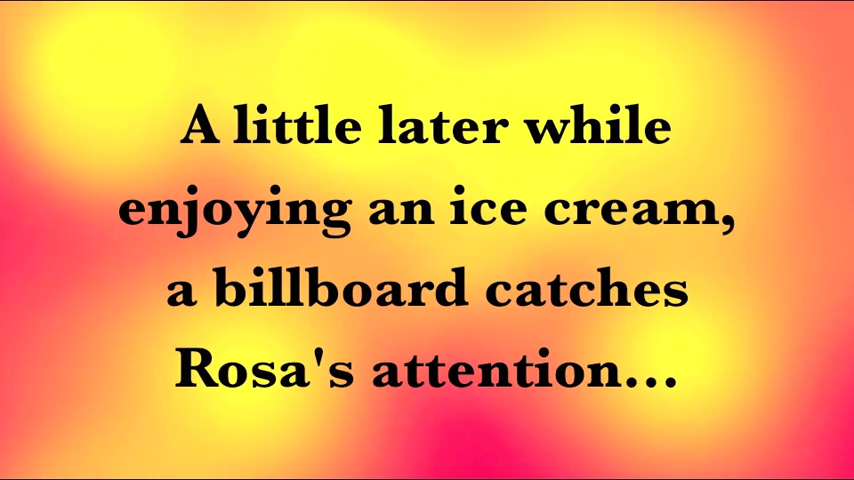 A little later while
enjoying an ice cream,
a billboard catches
Rosa's attention...